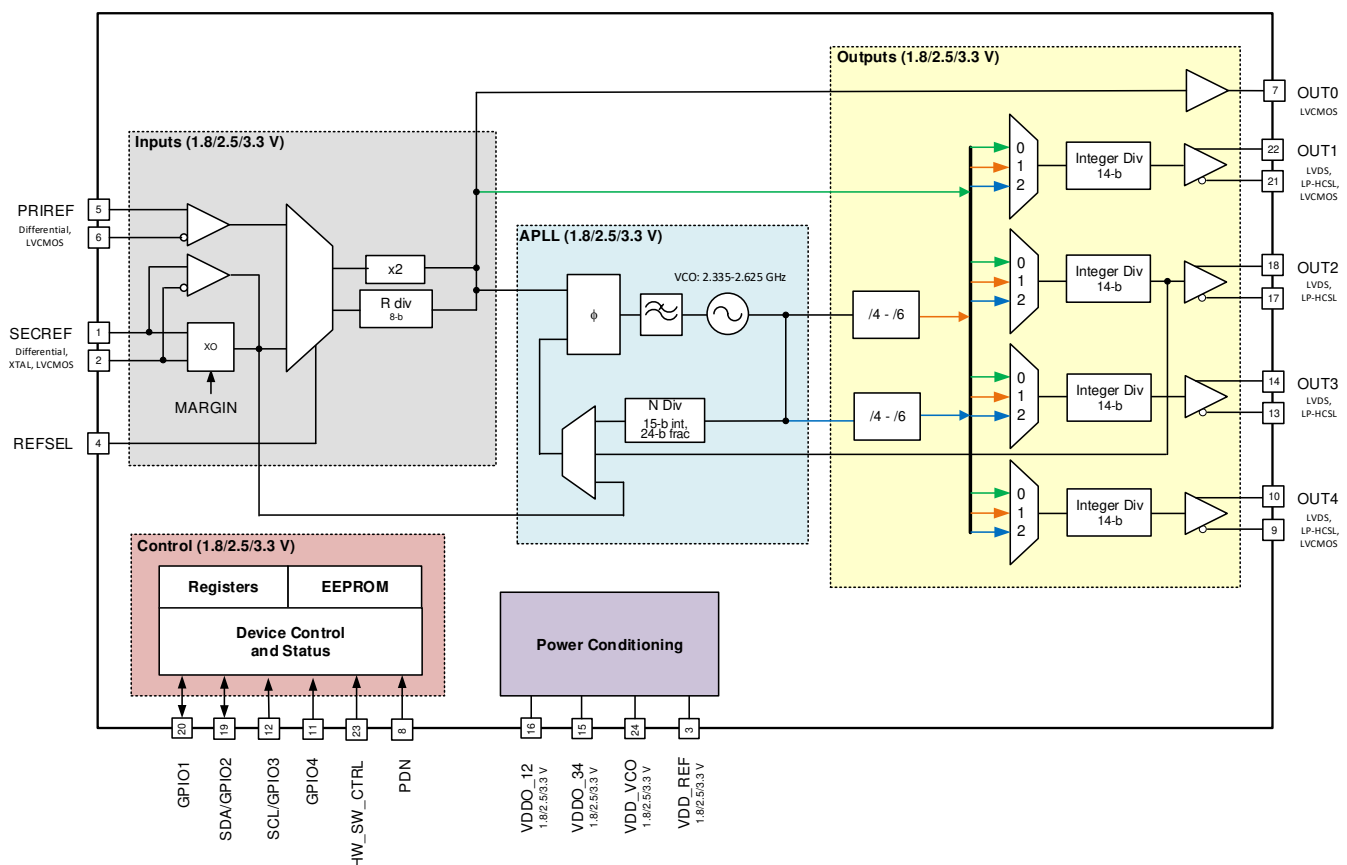 Outputs (1.8/2.5/3.3 V)
7
OUT0
LVCMOS
Inputs (1.8/2.5/3.3 V)
PRIREF
Differential,
LVCMOS
5
6
SECREF
Differential,
XTAL, LVCMOS
1
2
XO
MARGIN
REFSEL
4
x2
R div
8-b
APLL (1.8/2.5/3.3 V)
VCO: 2.335-2.625 GHz
ϕ
N Div
15-b int,
24-b frac
/4 - /6
/4 - /6
0
1
2
Integer Div
14-b
22
21
OUT1
LVDS,
LP-HCSL,
LVCMOS
0
1
2
Integer Div
14-b
18
17
OUT2
LVDS,
LP-HCSL
0
1
2
Integer Div
14-b
14
13
OUT3
LVDS,
LP-HCSL
0
1
2
Integer Div
14-b
10
9
OUT4
LVDS,
LP-HCSL,
LVCMOS
Control (1.8/2.5/3.3 V)
Registers
EEPROM
Device Control
and Status
Power Conditioning
20
19
12
11
23
8
16
15
24
3
GPIO1
SDA/GPIO2
SCL/GPIO3
GPIO4
HW_SW_CTRL
PDN
VDDO_12
1.8/2.5/3.3 V
VDDO_34
1.8/2.5/3.3 V
VDD_VCO
1.8/2.5/3.3 V
VDD_REF
1.8/2.5/3.3 V